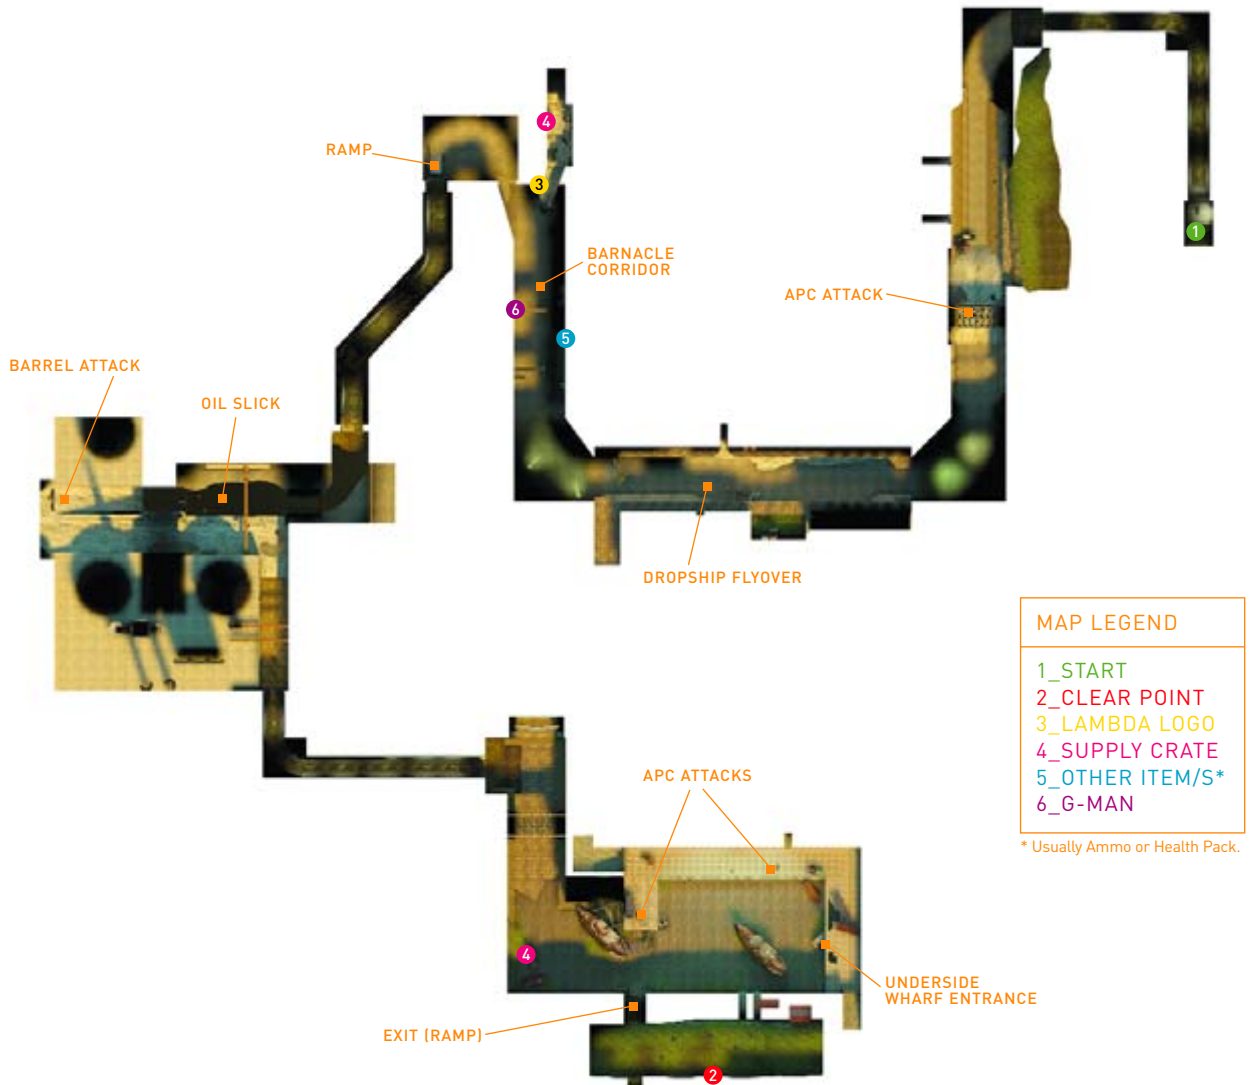 4
RAMP
3
1
BARNACLE
CORRIDOR
APC ATTACK
6
5
BARREL ATTACK
OIL SLICK
DROPSHIP FLYOVER
MAP LEGEND
1_START
2_CLEAR POINT
3_LAMBDA LOGO
4_SUPPLY CRATE
5_OTHER ITEM/S*
6_G-MAN
* Usually Ammo or Health Pack.
APC ATTACKS
4
UNDERSIDE
WHARF ENTRANCE
EXIT (RAMP)
2